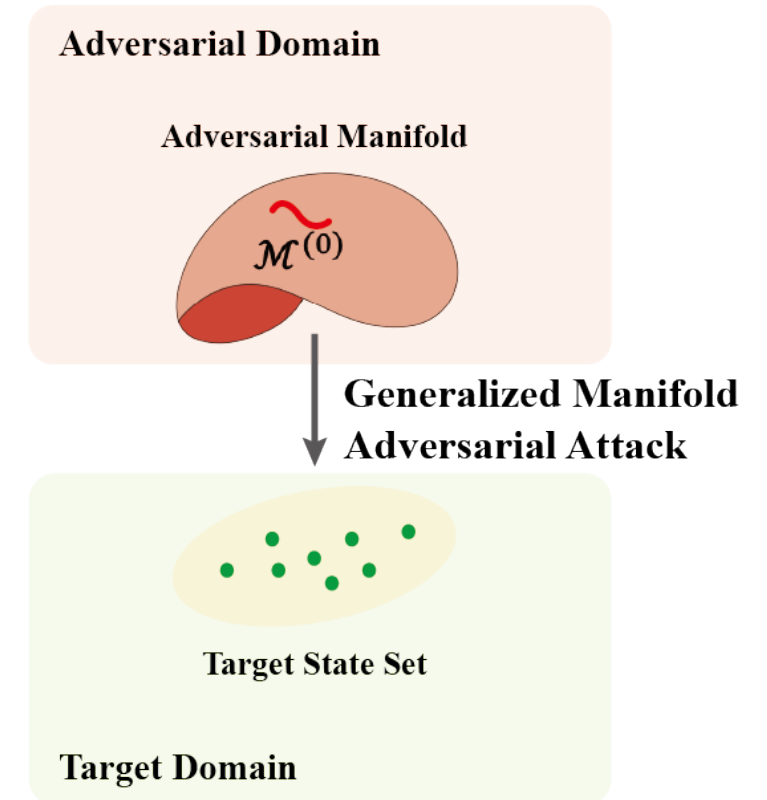 Adversarial Domain
Adversarial Manifold
ℳ̃⁽⁰⁾
Generalized Manifold
Adversarial Attack
Target State Set
Target Domain